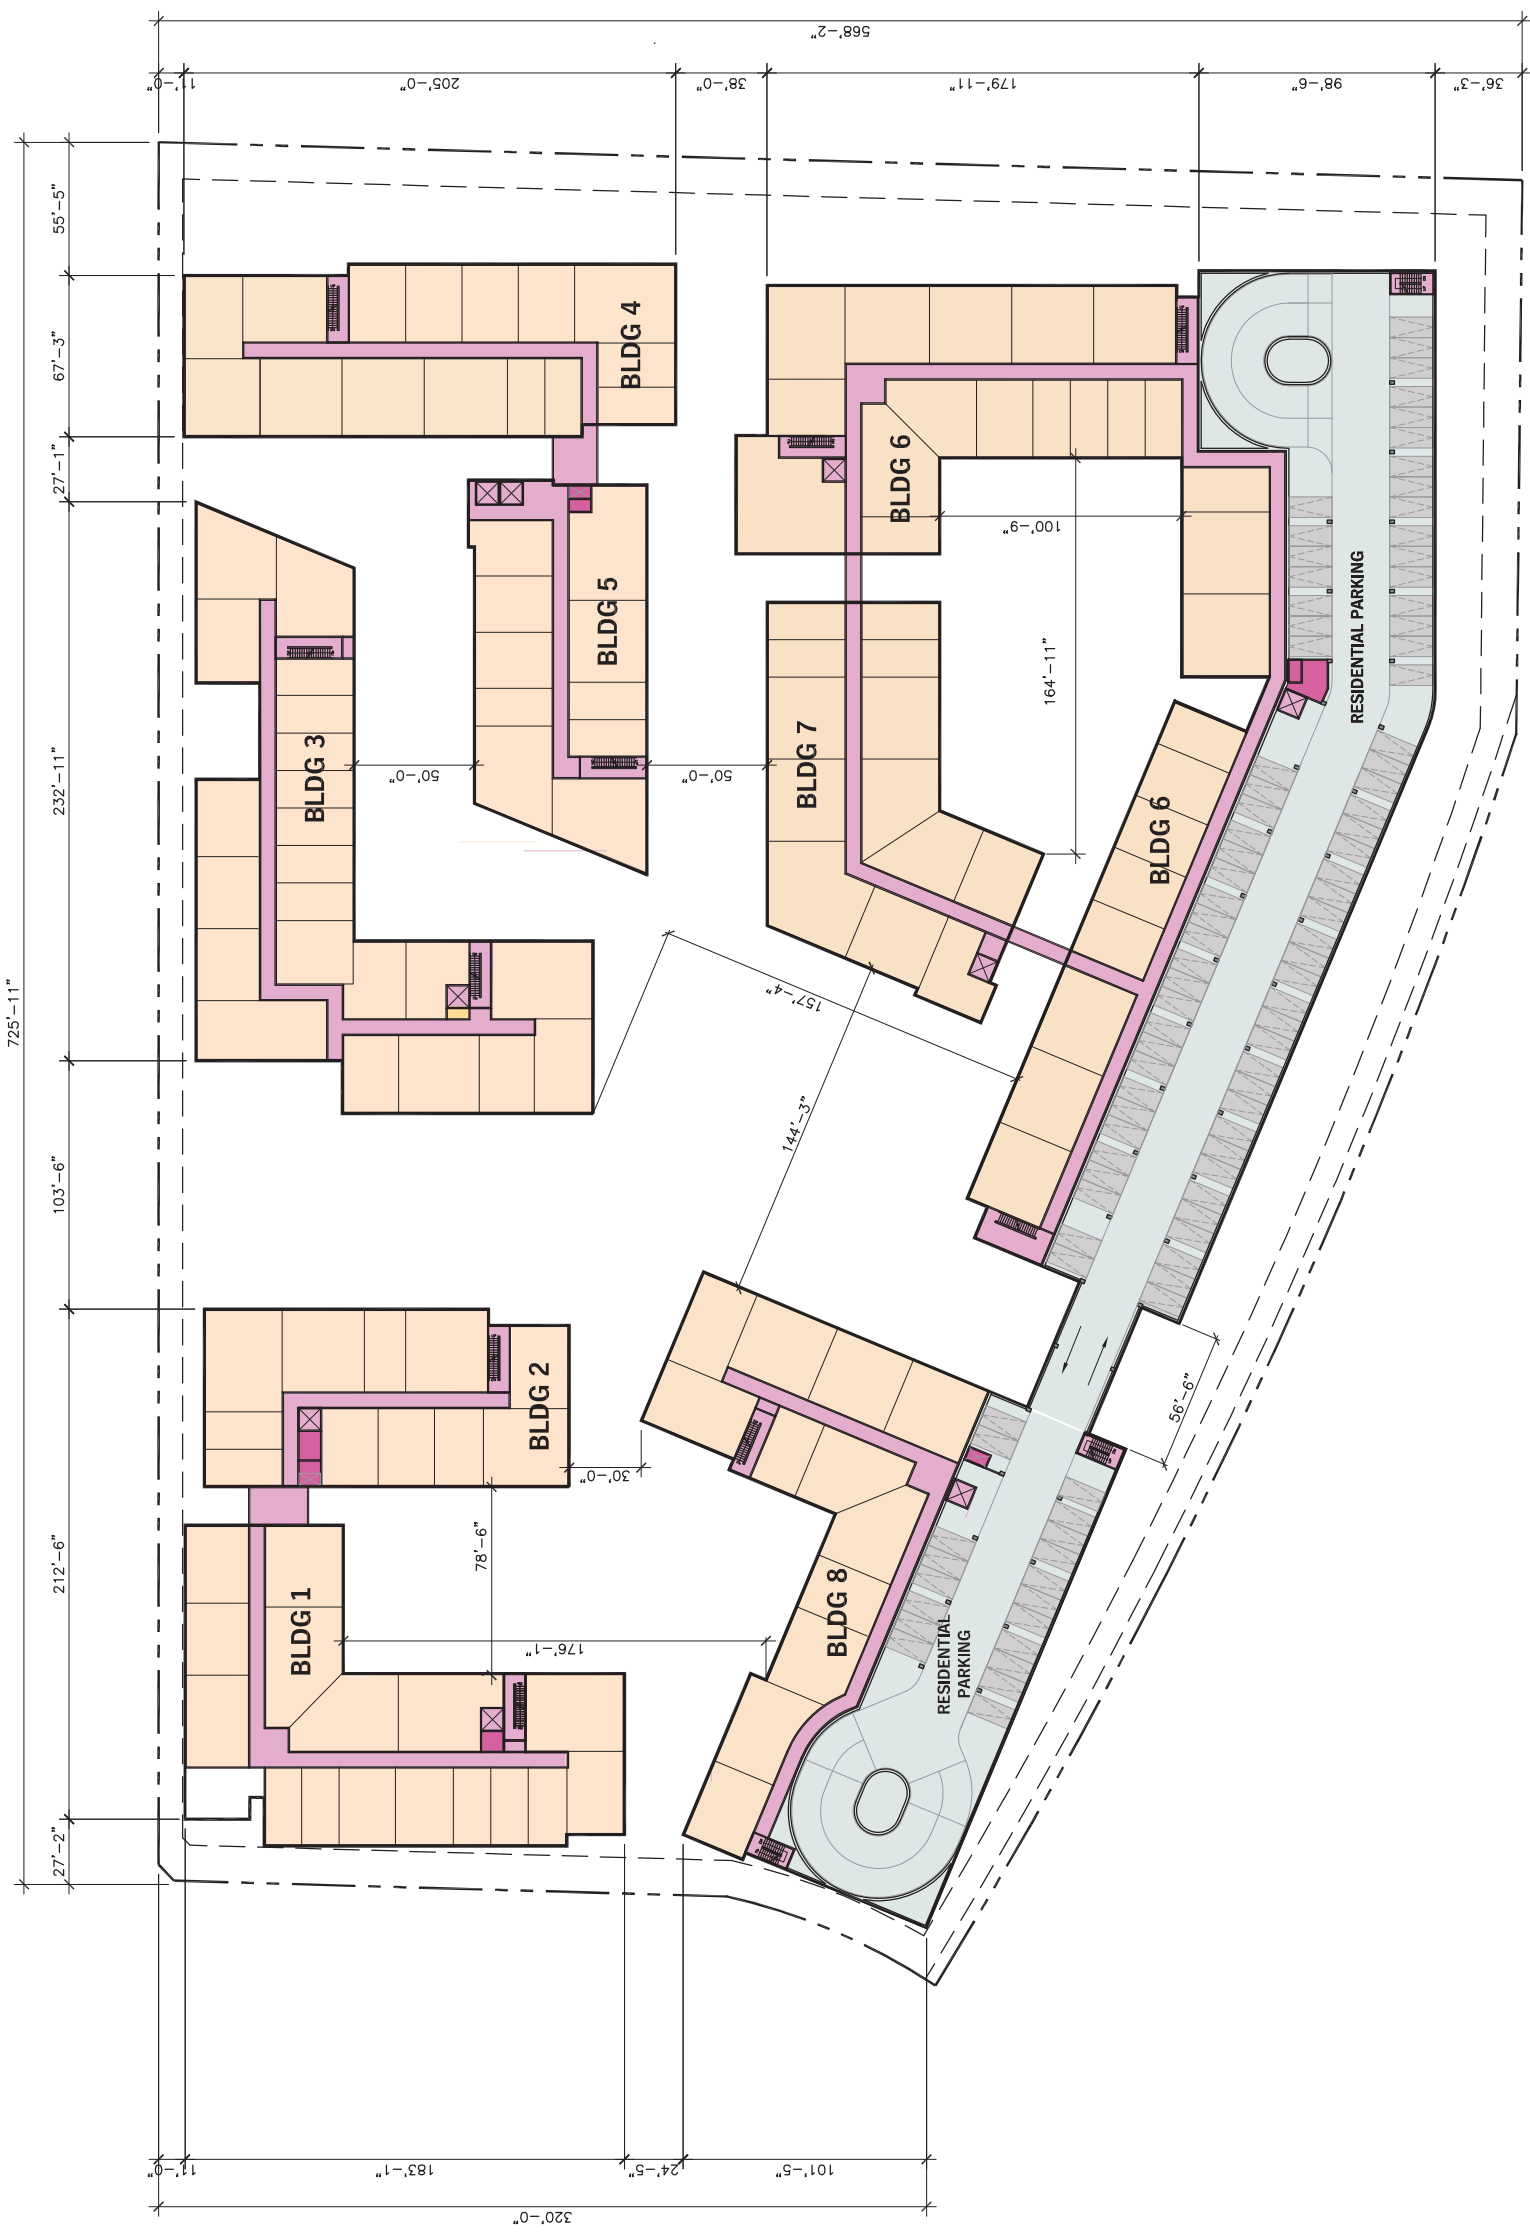 568'-2"
11'-0"
205'-0"
38'-0"
179'-11"
98'-6"
36'-3"
725'-11"
55'-5"
67'-3"
27'-1"
232'-11"
103'-6"
212'-6"
27'-2"
BLDG 4
BLDG 6
100'-9"
164'-11"
RESIDENTIAL PARKING
BLDG 5
BLDG 3
50'-0"
50'-0"
BLDG 7
BLDG 6
157'-4"
144'-3"
56'-6"
BLDG 2
30'-0"
78'-6"
BLDG 1
176'-1"
BLDG 8
RESIDENTIAL
PARKING
11'-0"
183'-1"
24'-5"
101'-5"
320'-0"